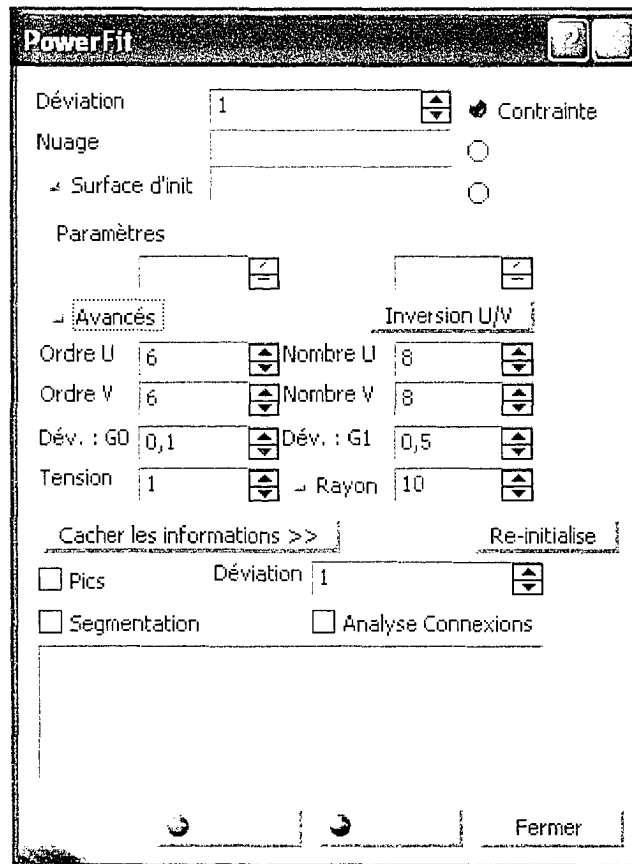 PowerFit
Déviation 1 Contrainte
Nuage
Surface d'init
Paramètres
Avancés Inversion U/V
Ordre U 6 Nombre U 8
Ordre V 6 Nombre V 8
Dév. : G0 0,1 Dév. : G1 0,5
Tension 1 Rayon 10
Cacher les informations >> Re-initialise
Pics Déviation 1
Segmentation Analyse Connexions
Fermer